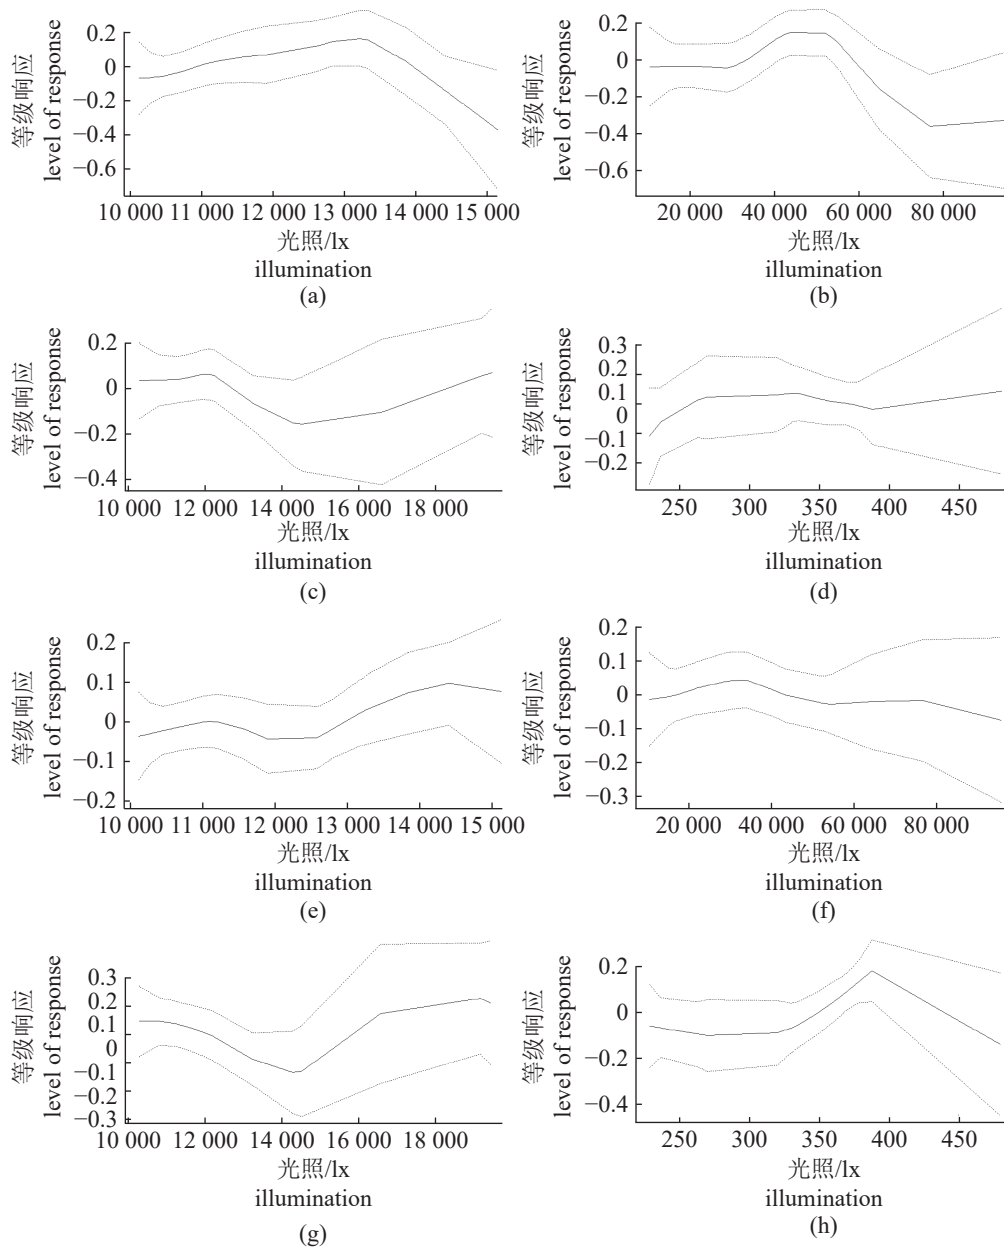 0.2
0
−0.2
−0.4
−0.6
等级响应
level of response
10 000 11 000 12 000 13 000 14 000 15 000
光照/lx
illumination
(a)
0.2
0
−0.2
−0.4
−0.6
等级响应
level of response
20 000 40 000 60 000 80 000
光照/lx
illumination
(b)
0.2
0
−0.2
−0.4
等级响应
level of response
10 000 12 000 14 000 16 000 18 000
光照/lx
illumination
(c)
0.3
0.2
0.1
0
−0.1
−0.2
等级响应
level of response
250 300 350 400 450
光照/lx
illumination
(d)
0.2
0.1
0
−0.1
−0.2
等级响应
level of response
10 000 11 000 12 000 13 000 14 000 15 000
光照/lx
illumination
(e)
0.2
0.1
0
−0.1
−0.2
−0.3
等级响应
level of response
20 000 40 000 60 000 80 000
光照/lx
illumination
(f)
0.3
0.2
0.1
0
−0.1
−0.2
−0.3
等级响应
level of response
10 000 12 000 14 000 16 000 18 000
光照/lx
illumination
(g)
0.2
0
−0.2
−0.4
等级响应
level of response
250 300 350 400 450
光照/lx
illumination
(h)